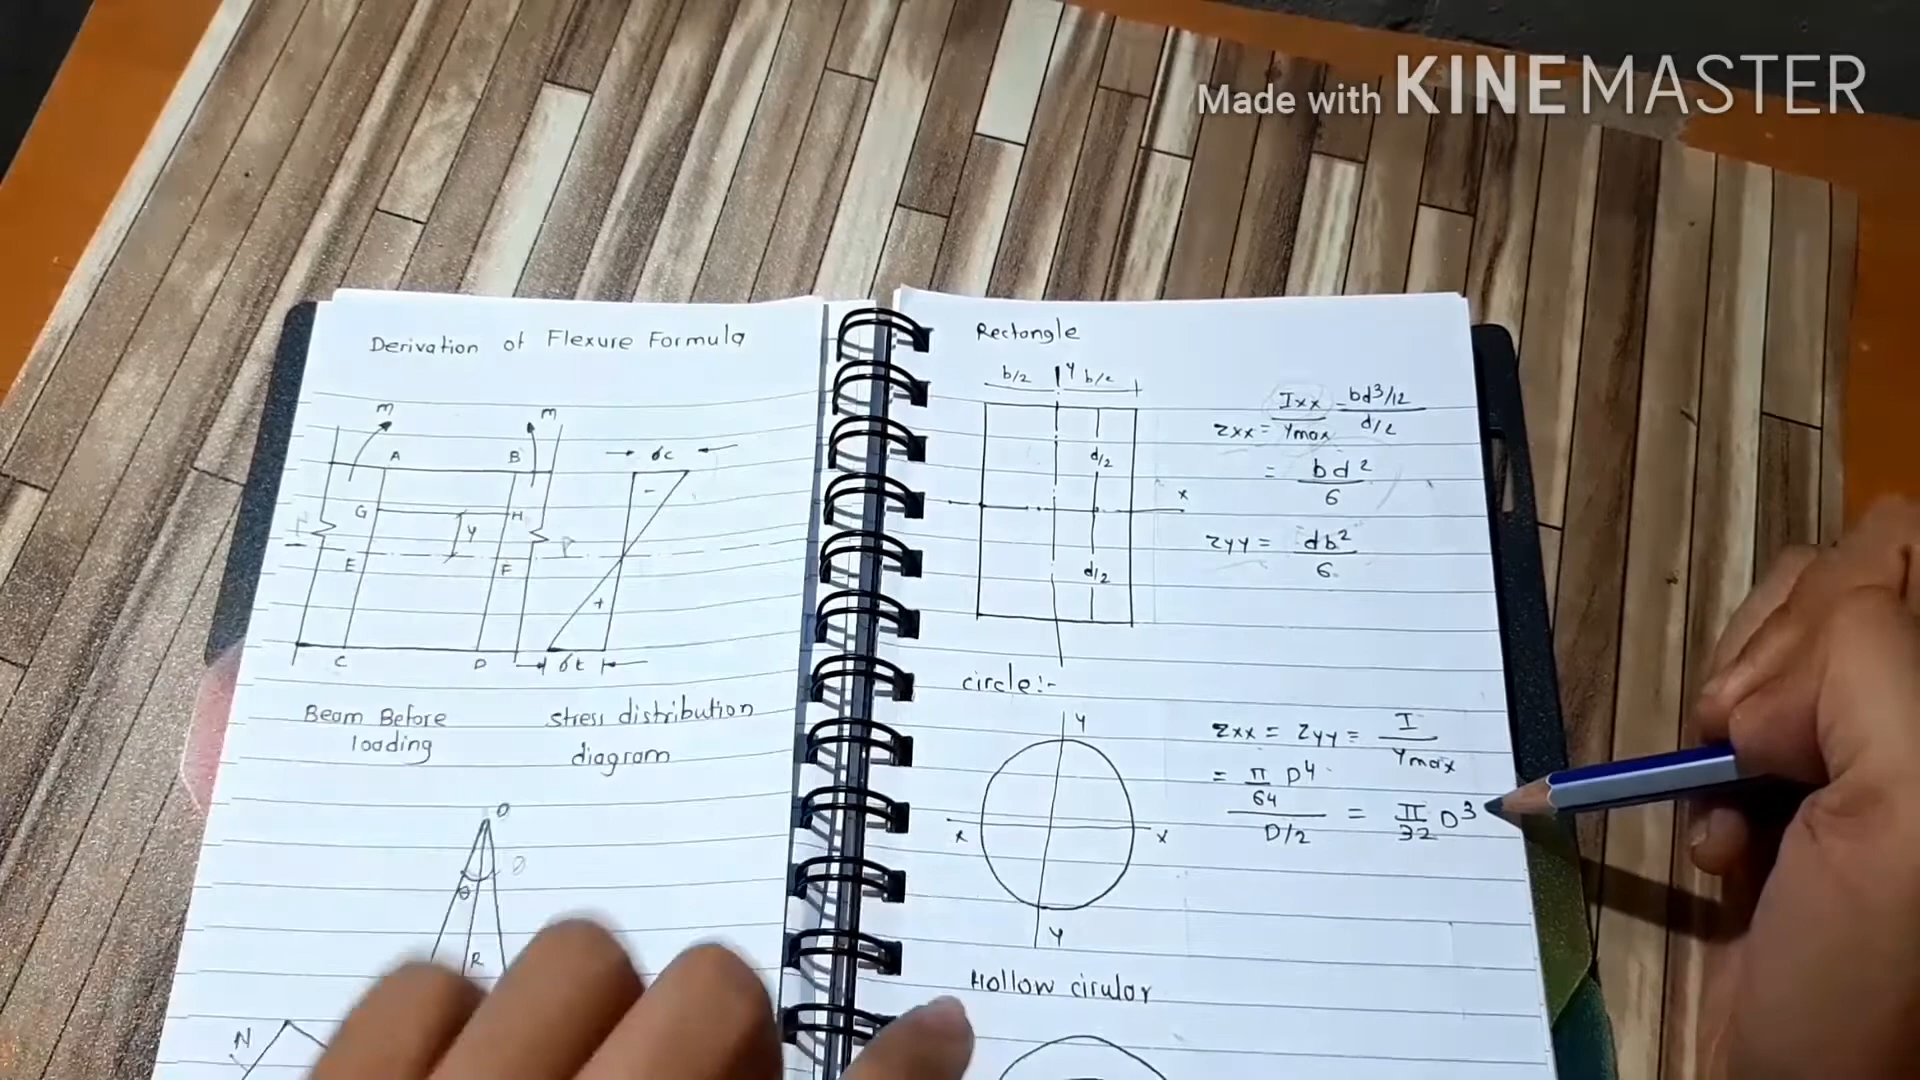 Made with KINEMASTER
Derivation of Flexure Formula
m m
A B
G H
y
E F
C D
σc
-
+
σt
Beam Before
loading
stress distribution
diagram
O
θ
R
N
Rectangle
b/2 Y b/2
d/2
x
d/2
Zxx = Ixx/Ymax = bd³/12 / d/2
= bd²/6
Zyy = db²/6
circle:-
Y
x x
Y
Zxx = Zyy = I/Ymax
= π/64 D⁴ / D/2 = π/32 D³
Hollow cirulor